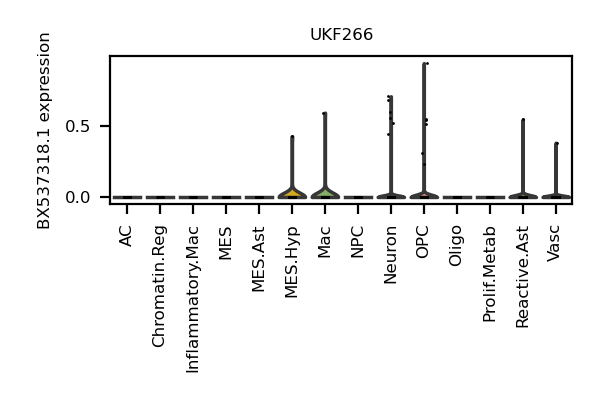 UKF266
BX537318.1 expression
0.5
0.0
AC
Chromatin.Reg
Inflammatory.Mac
MES
MES.Ast
MES.Hyp
Mac
NPC
Neuron
OPC
Oligo
Prolif.Metab
Reactive.Ast
Vasc